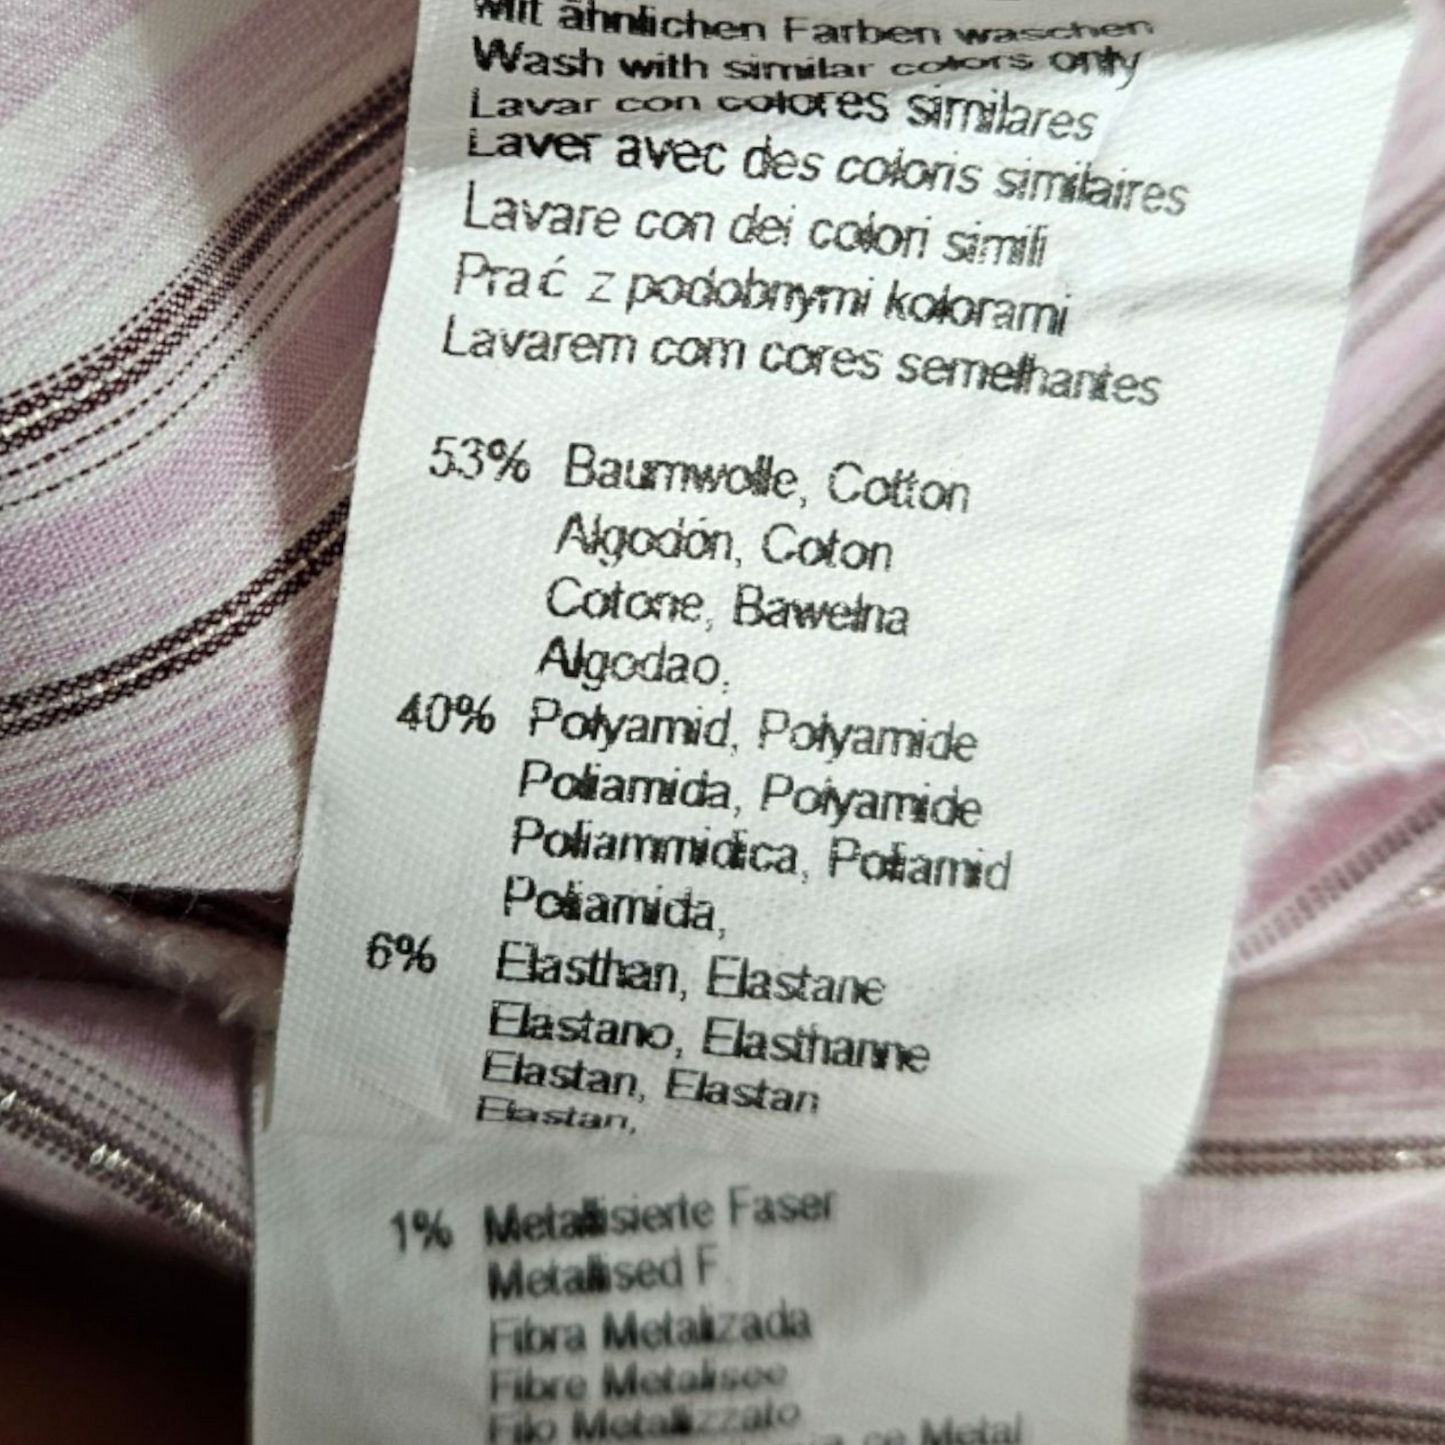 Mit ähnlichen Farben waschen
Wash with similar colors only
Lavar con colores similares
Laver avec des coloris similaires
Lavare con dei colori simili
Prać z podobnymi kolorami
Lavarem com cores semelhantes
53% Baumwolle, Cotton
Algodón, Coton
Cotone, Bawełna
Algodao,
40% Polyamid, Polyamide
Poliamida, Polyamide
Poliammidica, Poliamid
Poliamida,
6% Elasthan, Elastane
Elastano, Elasthanne
Elastan, Elastan
Elastan,
1% Metallisierte Faser
Metallised F.
Fibra Metalizada
Fibre Metalisee
Filo Metallizzato
ce Metal